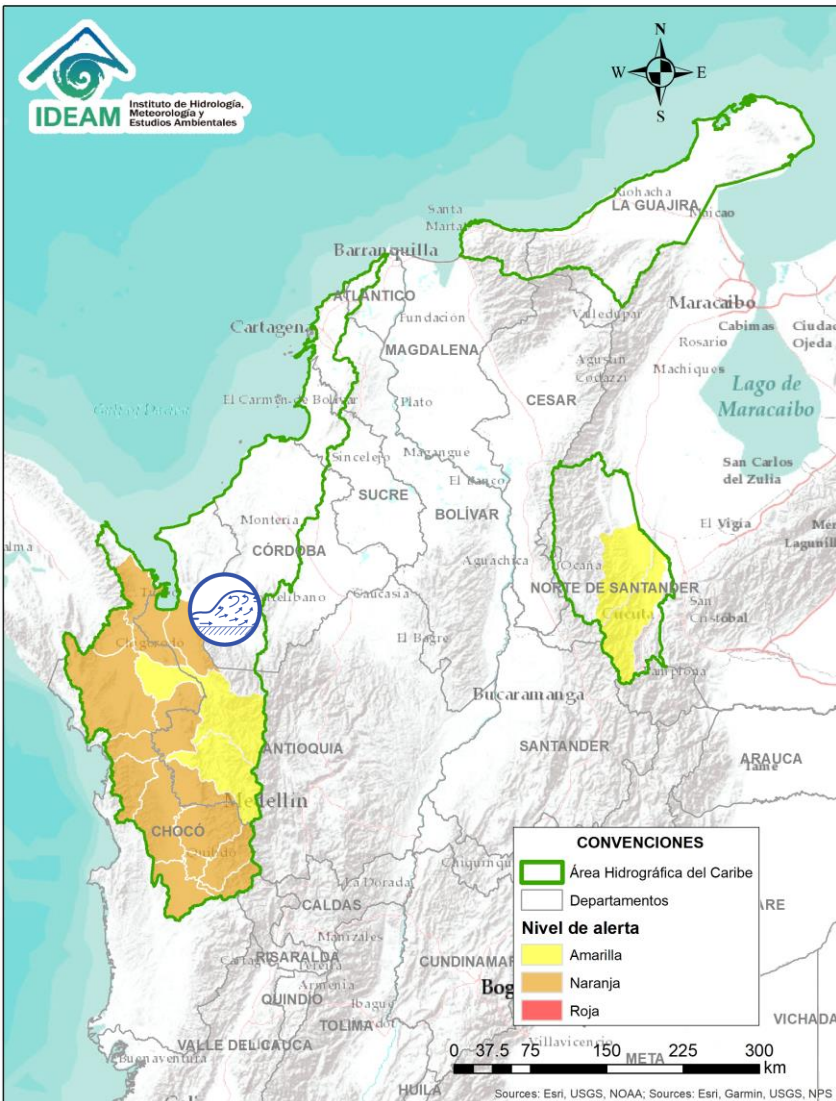 IDEAM
Instituto de Hidrología,
Meteorología y
Estudios Ambientales
N
W
E
S
Riohacha
LA GUAJIRA
Maicao
Santa
Marta
Barranquilla
ATLÁNTICO
Maracaibo
Cartagena
Fundación
Valledupar
Cabimas
Ciudad
Ojeda
MAGDALENA
Rosario
Agustín
Codazzi
Machiques
Lago de
Maracaibo
El Carmen de Bolívar
Plato
CESAR
Sincelejo
Magangué
San Carlos
del Zulia
SUCRE
El Banco
Montería
BOLÍVAR
El Vigía
CÓRDOBA
Aguachica
Ocaña
Caucasia
NORTE DE SANTANDER
Cúcuta
San
Cristóbal
El Bagre
Chigorodó
Pamplona
Bucaramanga
ANTIOQUIA
SANTANDER
ARAUCA
Tame
Medellín
CHOCÓ
Quibdó
La Dorada
CALDAS
Manizales
RISARALDA
Pereira
Armenia
QUINDÍO
Ibagué
TOLIMA
VALLE DEL CAUCA
Buenaventura
Villavicencio
META
VICHADA
HUILA
CONVENCIONES
Área Hidrográfica del Caribe
Departamentos
Nivel de alerta
Amarilla
Naranja
Roja
0 37.5 75 150 225 300
km
Sources: Esri, USGS, NOAA; Sources: Esri, Garmin, USGS, NPS